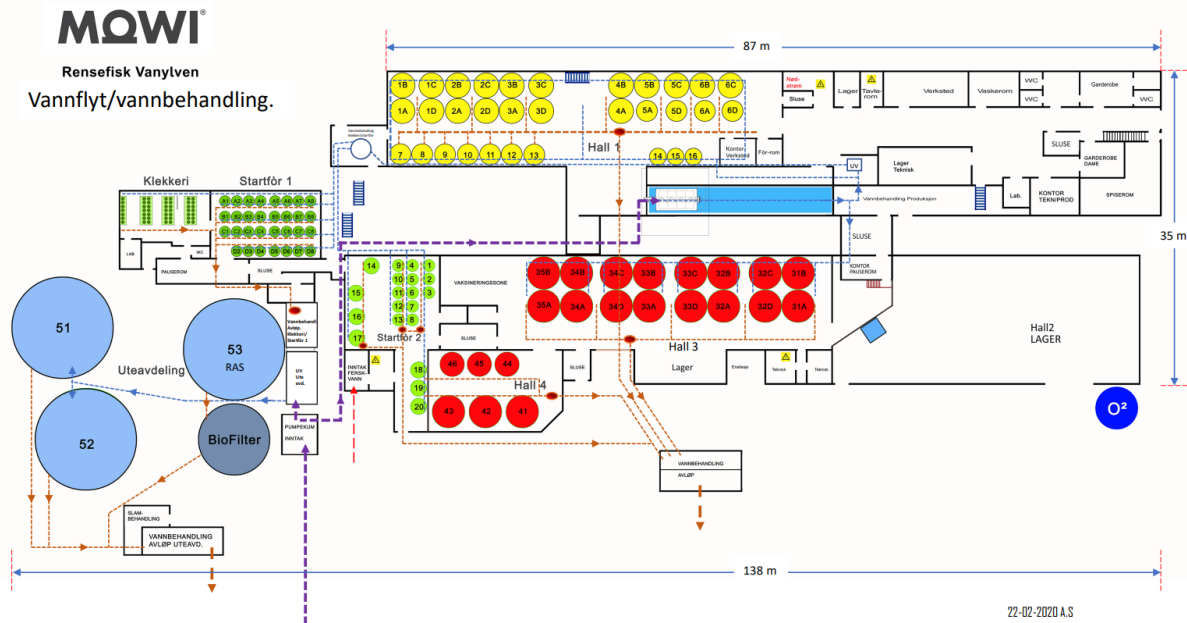 MOWI®
Rensefisk Vanylven
Vannflyt/vannbehandling.
87 m
1B 1C 2B 2C 3B 3C
4B 5B 5C 6B 6C
1A 1D 2A 2D 3A 3D
4A 5A 5D 6A 6D
Hall 1
7 8 9 10 11 12 13
14 15 16
Nød-
strøm
Sluse
Lager
Tavle-
rom
Verksted
Vaskerom
WC
WC
Garderobe
WC
Kontor
Verksted
Fôr-rom
UV
Lager
Teknisk
SLUSE
GARDEROBE
DAME
Lab.
KONTOR
TEKN/PROD
SPISEROM
Vannbehandling Produksjon
SLUSE
KONTOR
PAUSEROM
35 m
Klekkeri
Startfôr 1
A1 A2 A3 A4 A5 A6 A7 A8
B1 B2 B3 B4 B5 B6 B7 B8
C1 C2 C3 C4 C5 C6 C7 C8
D2 D3 D4 D5 D6 D7 D8
LAB
WC
PAUSEROM
SLUSE
Vannbehandl.
Avløp.
Klekkeri/
Startfôr 1
14
15
16
17
9 4 1
10 5 2
11 6 3
12 7
13 8
Startfôr 2
18
19
20
VAKSINERINGSSONE
SLUSE
35B 34B 34C 33B 33C 32B 32C 31B
35A 34A 34D 33A 33D 32A 32D 31A
Hall 3
46 45 44
Hall 4
43 42 41
SLUSE
Lager
Ensilasje
Teknisk
Teknisk
Hall2
LAGER
O²
51
52
53
RAS
Uteavdeling
BioFilter
UV
Ute
avd.
INNTAK
FERSK-
VANN
PUMPEKUM
INNTAK
SLAM-
BEHANDLING
VANNBEHANDLING
AVLØP UTEAVD.
VANNBEHANDLING
AVLØP
138 m
22-02-2020 A.S